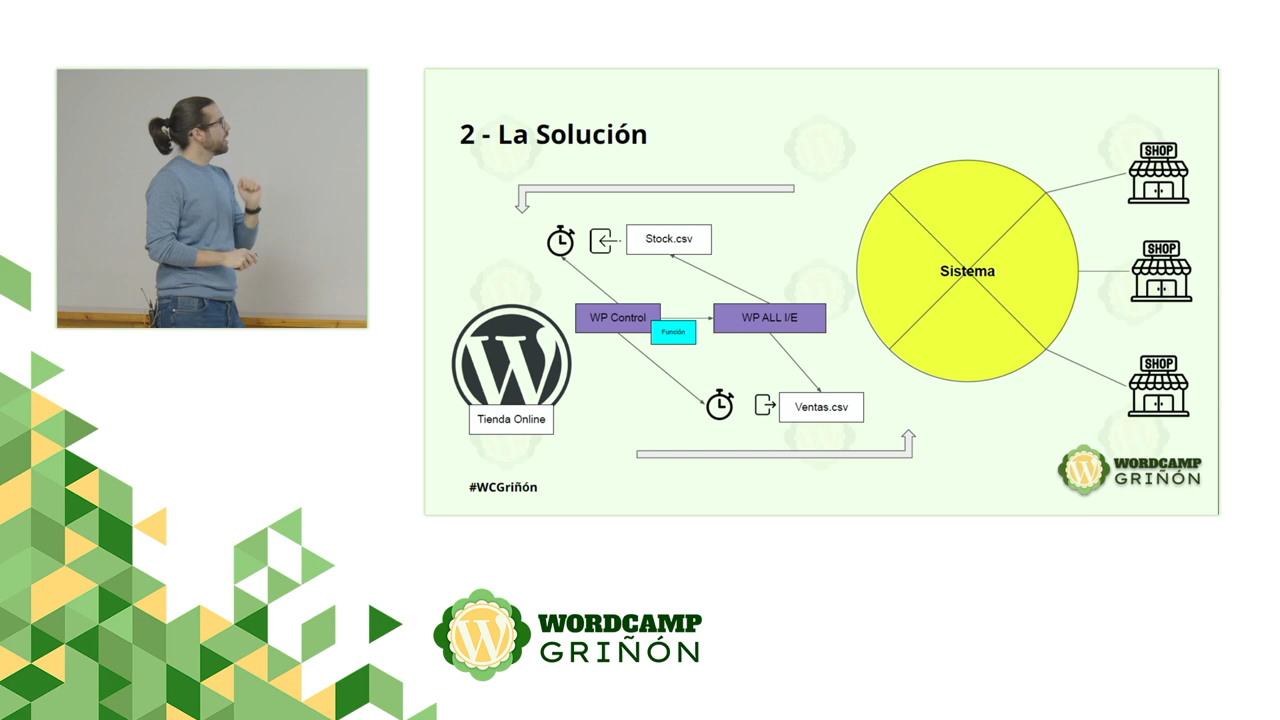 2 - La Solución
SHOP
Stock.csv
SHOP
Sistema
WP Control
WP ALL I/E
Función
SHOP
Tienda Online
Ventas.csv
#WCGriñón
WORDCAMP
GRIÑÓN
WORDCAMP
GRIÑÓN